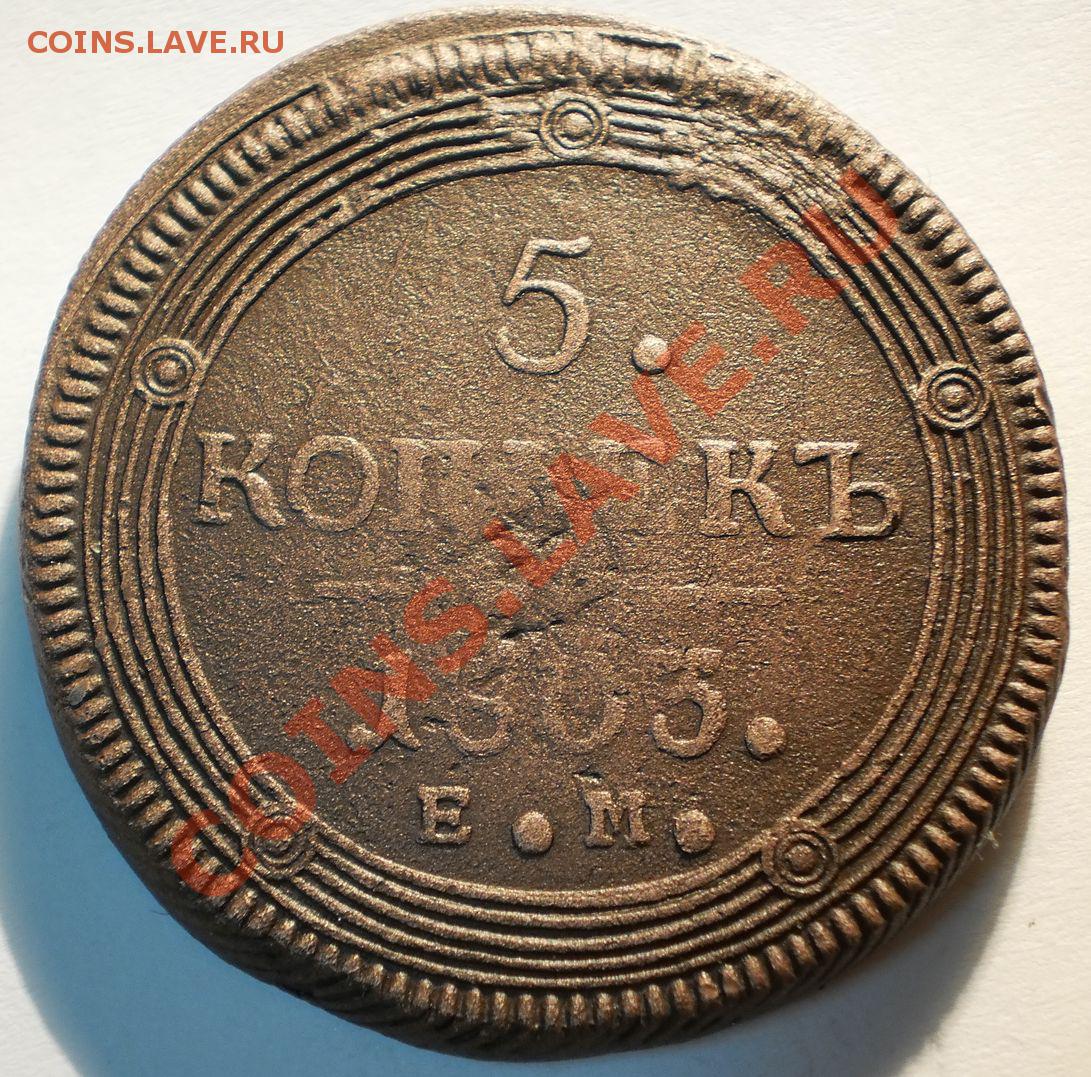 COINS.LAVE.RU
5.
КОПѢЕКЪ
1803.
Е. М.
COINS.LAVE.RU